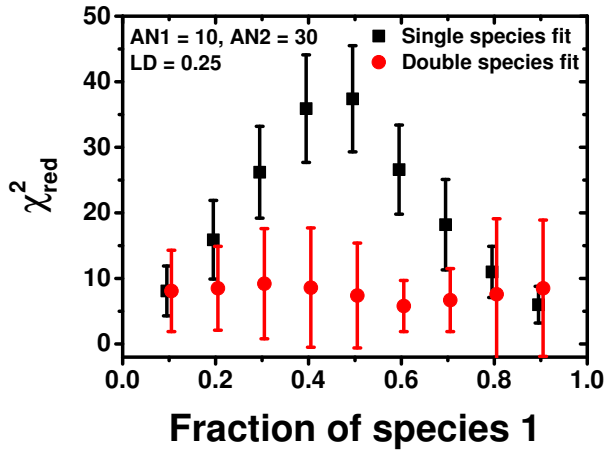 50
40
30
20
10
0
χ²red
AN1 = 10, AN2 = 30
LD = 0.25
Single species fit
Double species fit
0.0 0.2 0.4 0.6 0.8 1.0
Fraction of species 1